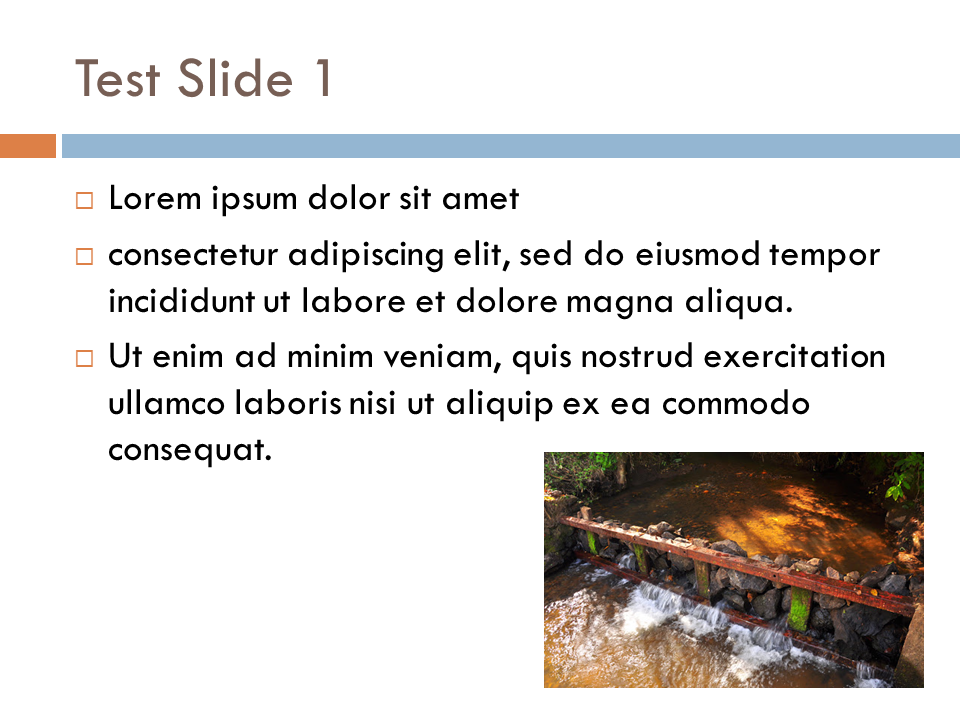 Test Slide 1
Lorem ipsum dolor sit amet
consectetur adipiscing elit, sed do eiusmod tempor
incididunt ut labore et dolore magna aliqua.
Ut enim ad minim veniam, quis nostrud exercitation
ullamco laboris nisi ut aliquip ex ea commodo
consequat.